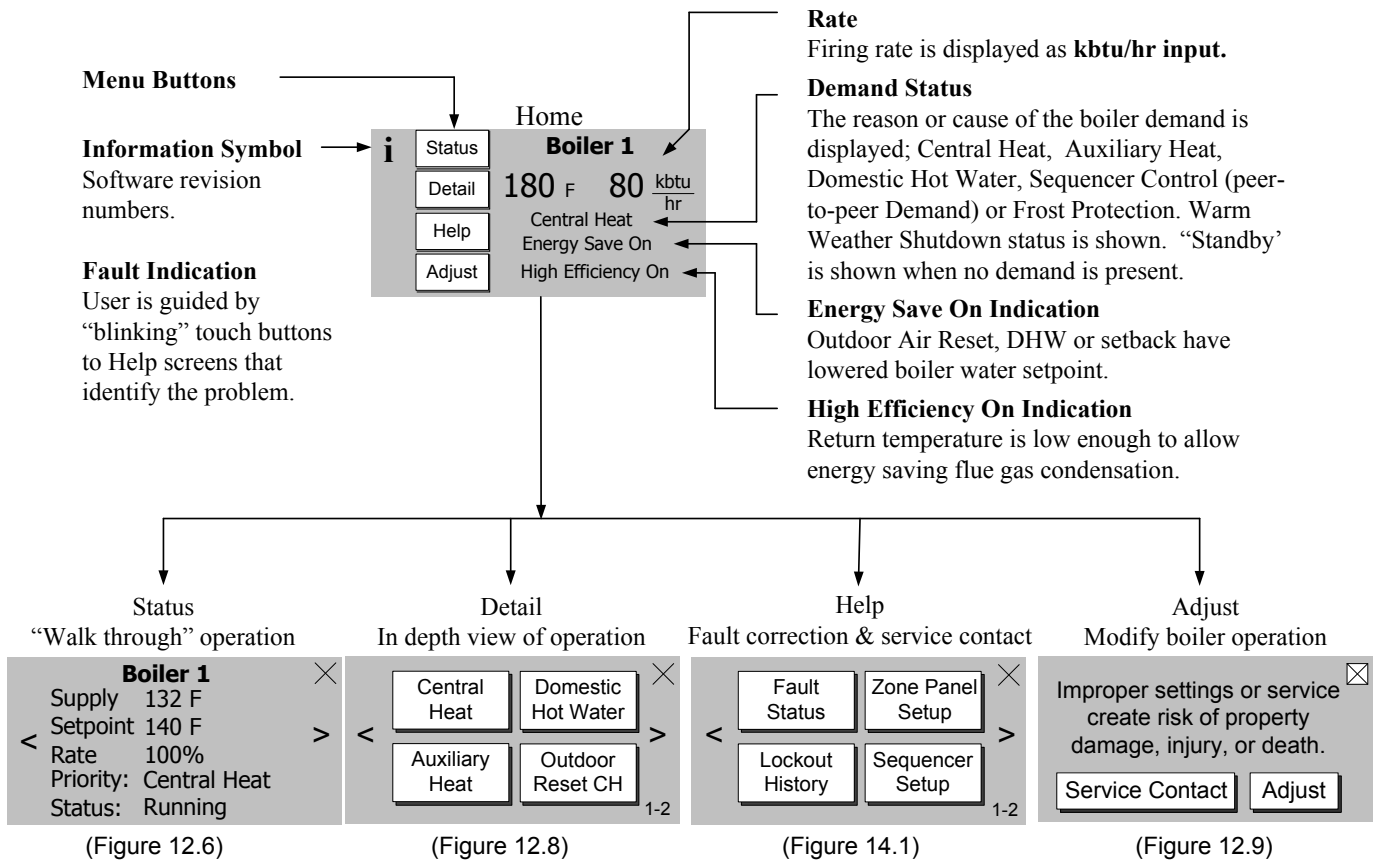 Menu Buttons
Information Symbol
Software revision
numbers.
Fault Indication
User is guided by
“blinking” touch buttons
to Help screens that
identify the problem.
Home
i
Status
Detail
Help
Adjust
Boiler 1
180 F 80 kbtu
hr
Central Heat
Energy Save On
High Efficiency On
Rate
Firing rate is displayed as kbtu/hr input.
Demand Status
The reason or cause of the boiler demand is
displayed; Central Heat, Auxiliary Heat,
Domestic Hot Water, Sequencer Control (peer-
to-peer Demand) or Frost Protection. Warm
Weather Shutdown status is shown. “Standby’
is shown when no demand is present.
Energy Save On Indication
Outdoor Air Reset, DHW or setback have
lowered boiler water setpoint.
High Efficiency On Indication
Return temperature is low enough to allow
energy saving flue gas condensation.
Status
“Walk through” operation
Boiler 1
Supply 132 F
Setpoint 140 F
Rate 100%
Priority: Central Heat
Status: Running
< >
(Figure 12.6)
Detail
In depth view of operation
Central
Heat
Domestic
Hot Water
< >
Auxiliary
Heat
Outdoor
Reset CH
1-2
(Figure 12.8)
Help
Fault correction & service contact
Fault
Status
Zone Panel
Setup
< >
Lockout
History
Sequencer
Setup
1-2
(Figure 14.1)
Adjust
Modify boiler operation
Improper settings or service
create risk of property
damage, injury, or death.
Service Contact
Adjust
(Figure 12.9)